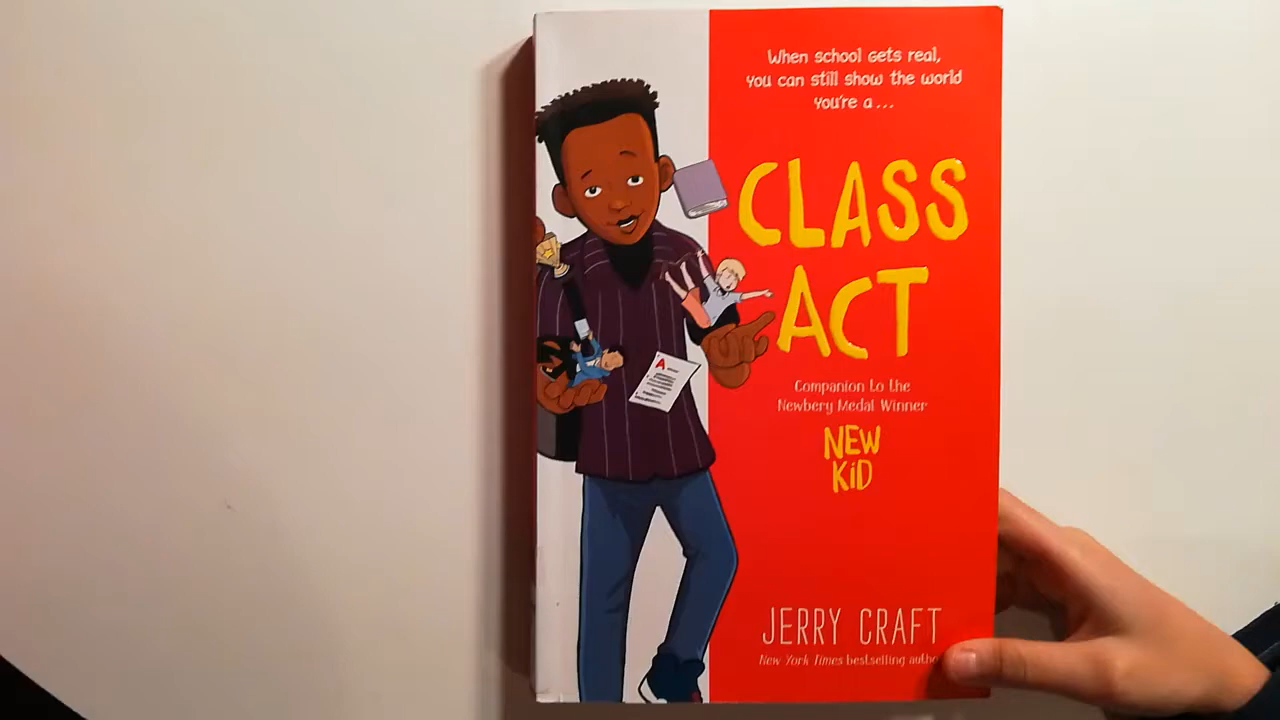 When school gets real,
you can still show the world
you're a...
CLASS
ACT
Companion to the
Newbery Medal Winner
NEW
KID
JERRY CRAFT
New York Times bestselling
A